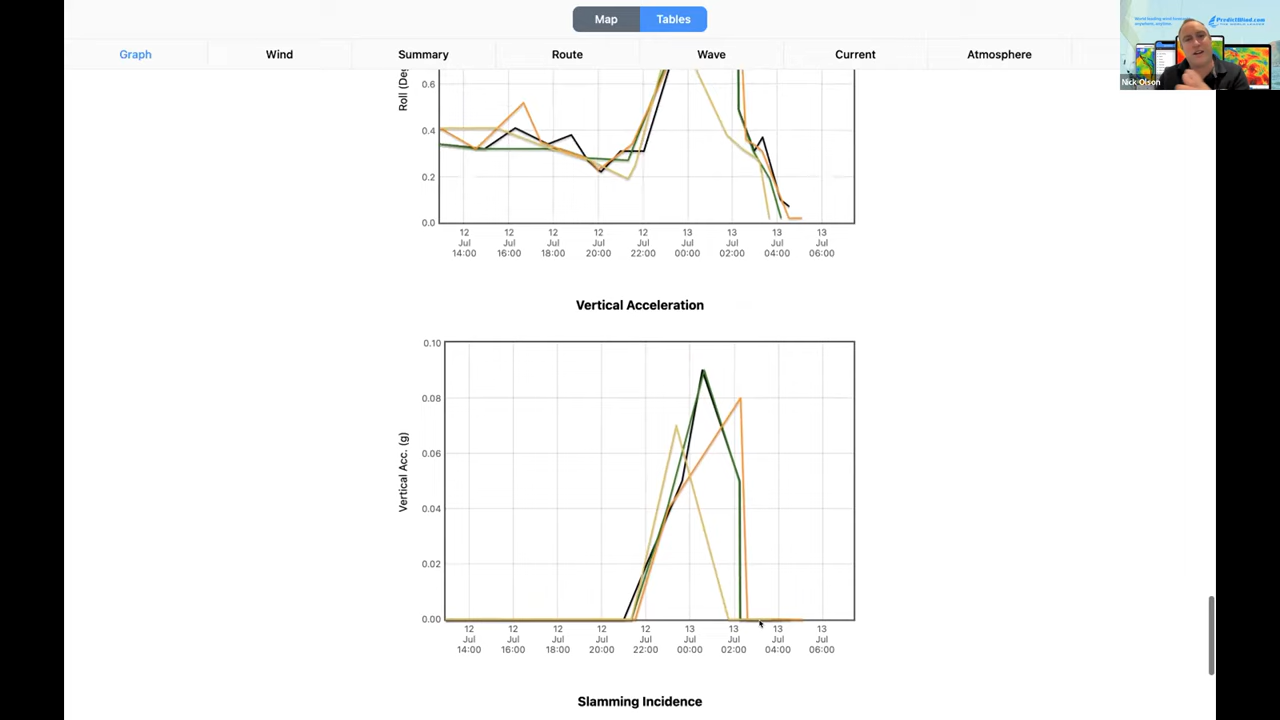 Map
Tables
PredictWind.com
Nick Olson
Graph
Wind
Summary
Route
Wave
Current
Atmosphere
Roll (De
0.6
0.4
0.2
0.0
12 Jul 14:00
12 Jul 16:00
12 Jul 18:00
12 Jul 20:00
12 Jul 22:00
13 Jul 00:00
13 Jul 02:00
13 Jul 04:00
13 Jul 06:00
Vertical Acceleration
Vertical Acc. (g)
0.10
0.08
0.06
0.04
0.02
0.00
12 Jul 14:00
12 Jul 16:00
12 Jul 18:00
12 Jul 20:00
12 Jul 22:00
13 Jul 00:00
13 Jul 02:00
13 Jul 04:00
13 Jul 06:00
Slamming Incidence